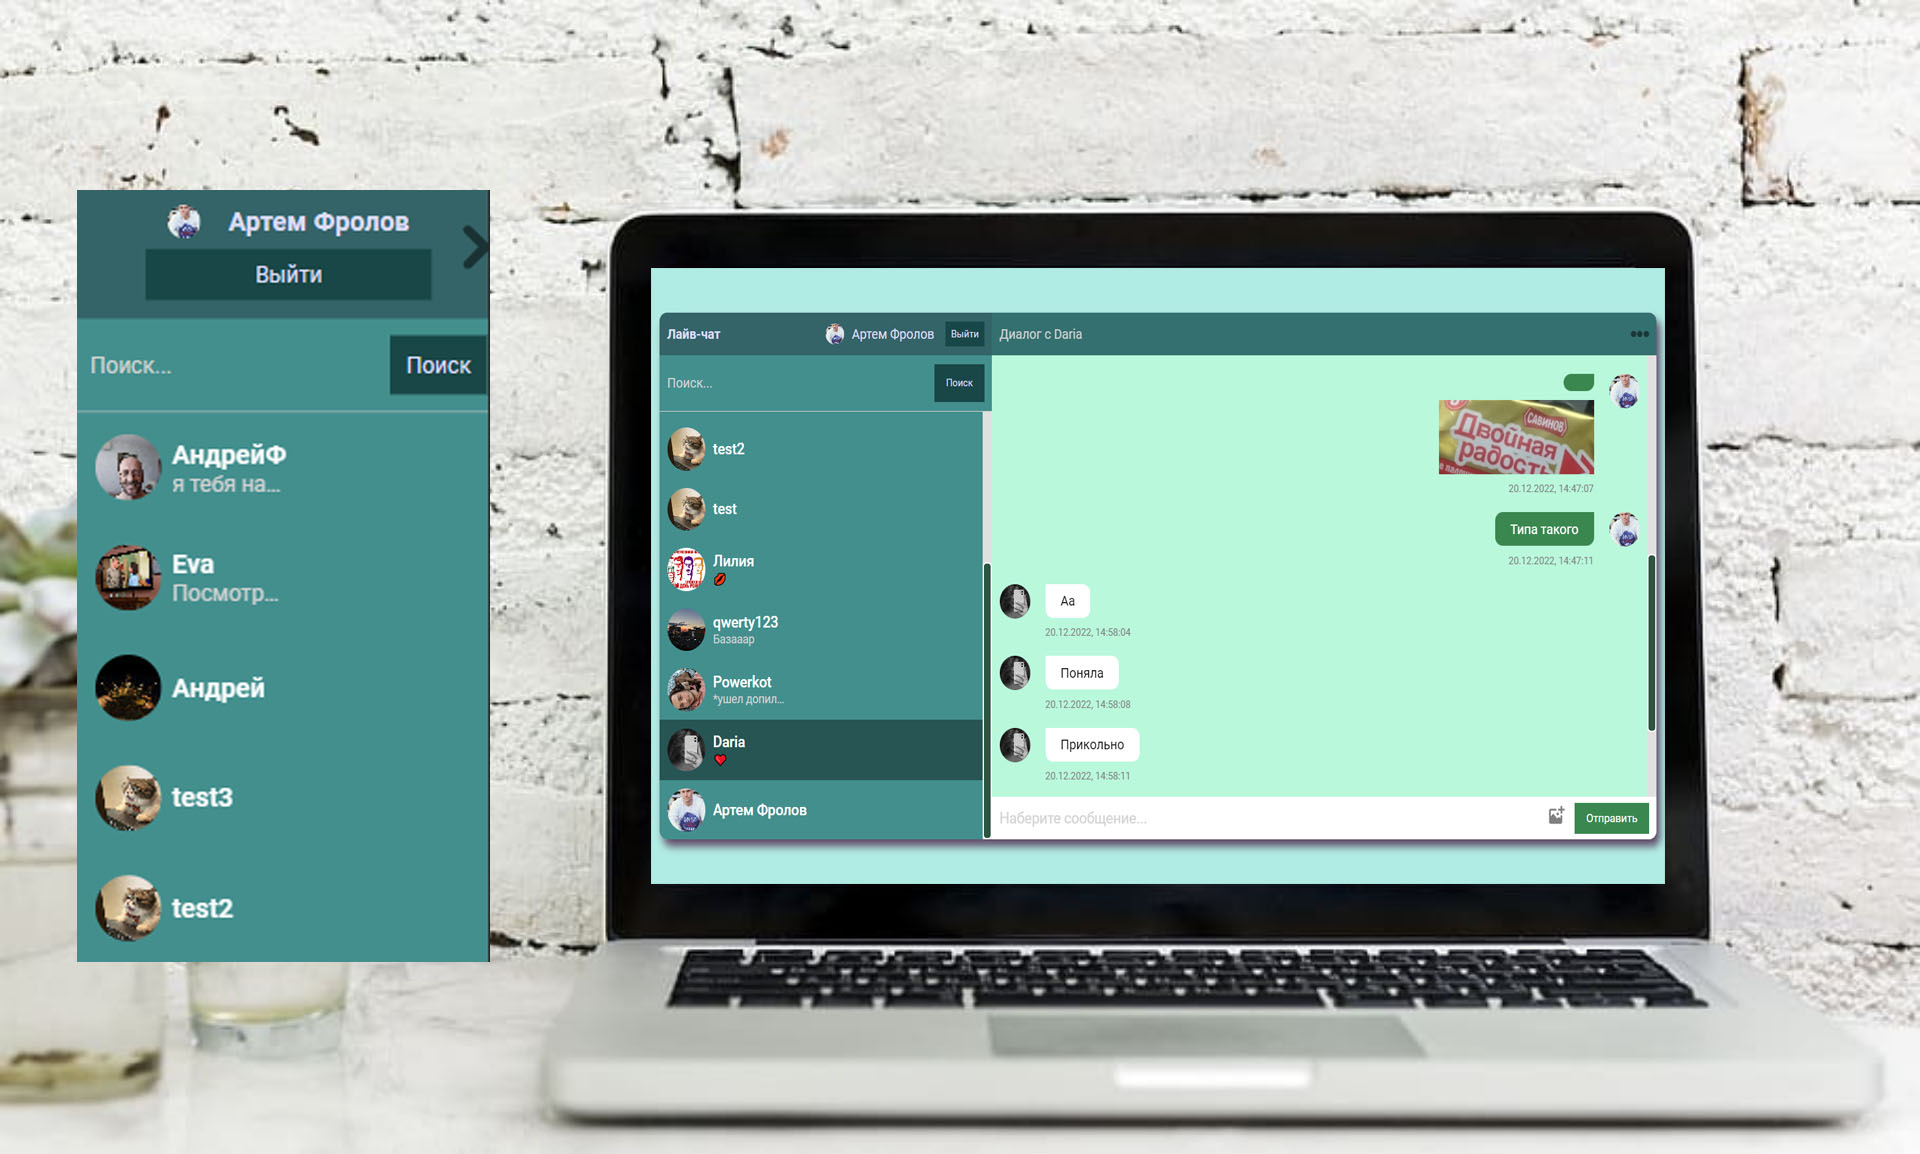 Артем Фролов
Выйти
Поиск...
Поиск
АндрейФ
я тебя на...
Eva
Посмотр...
Андрей
test3
test2
Лайв-чат
Артем Фролов
Выйти
Поиск...
Поиск
test2
test
Лилия
qwerty123
Базааар
Powerkot
*ушел допил...
Daria
Артем Фролов
Диалог с Daria
САВИНОВ
Двойная
радость
20.12.2022, 14:47:07
Типа такого
20.12.2022, 14:47:11
Аа
20.12.2022, 14:58:04
Поняла
20.12.2022, 14:58:08
Прикольно
20.12.2022, 14:58:11
Наберите сообщение...
Отправить